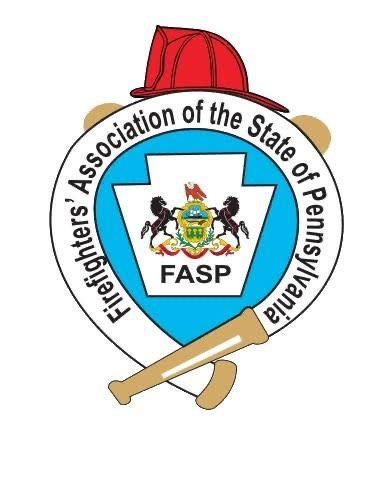 Firefighters' Association of the State of Pennsylvania
FASP